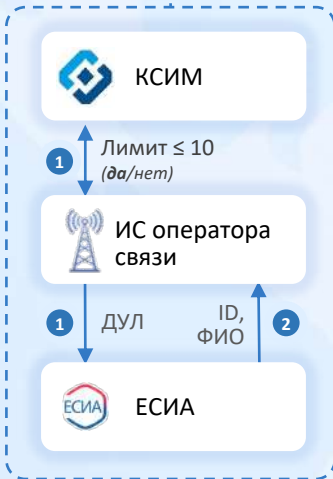 КСИМ
1
Лимит ≤ 10
(да/нет)
ИС оператора
связи
1
ДУЛ
ID,
ФИО
2
ЕСИА
ЕСИА